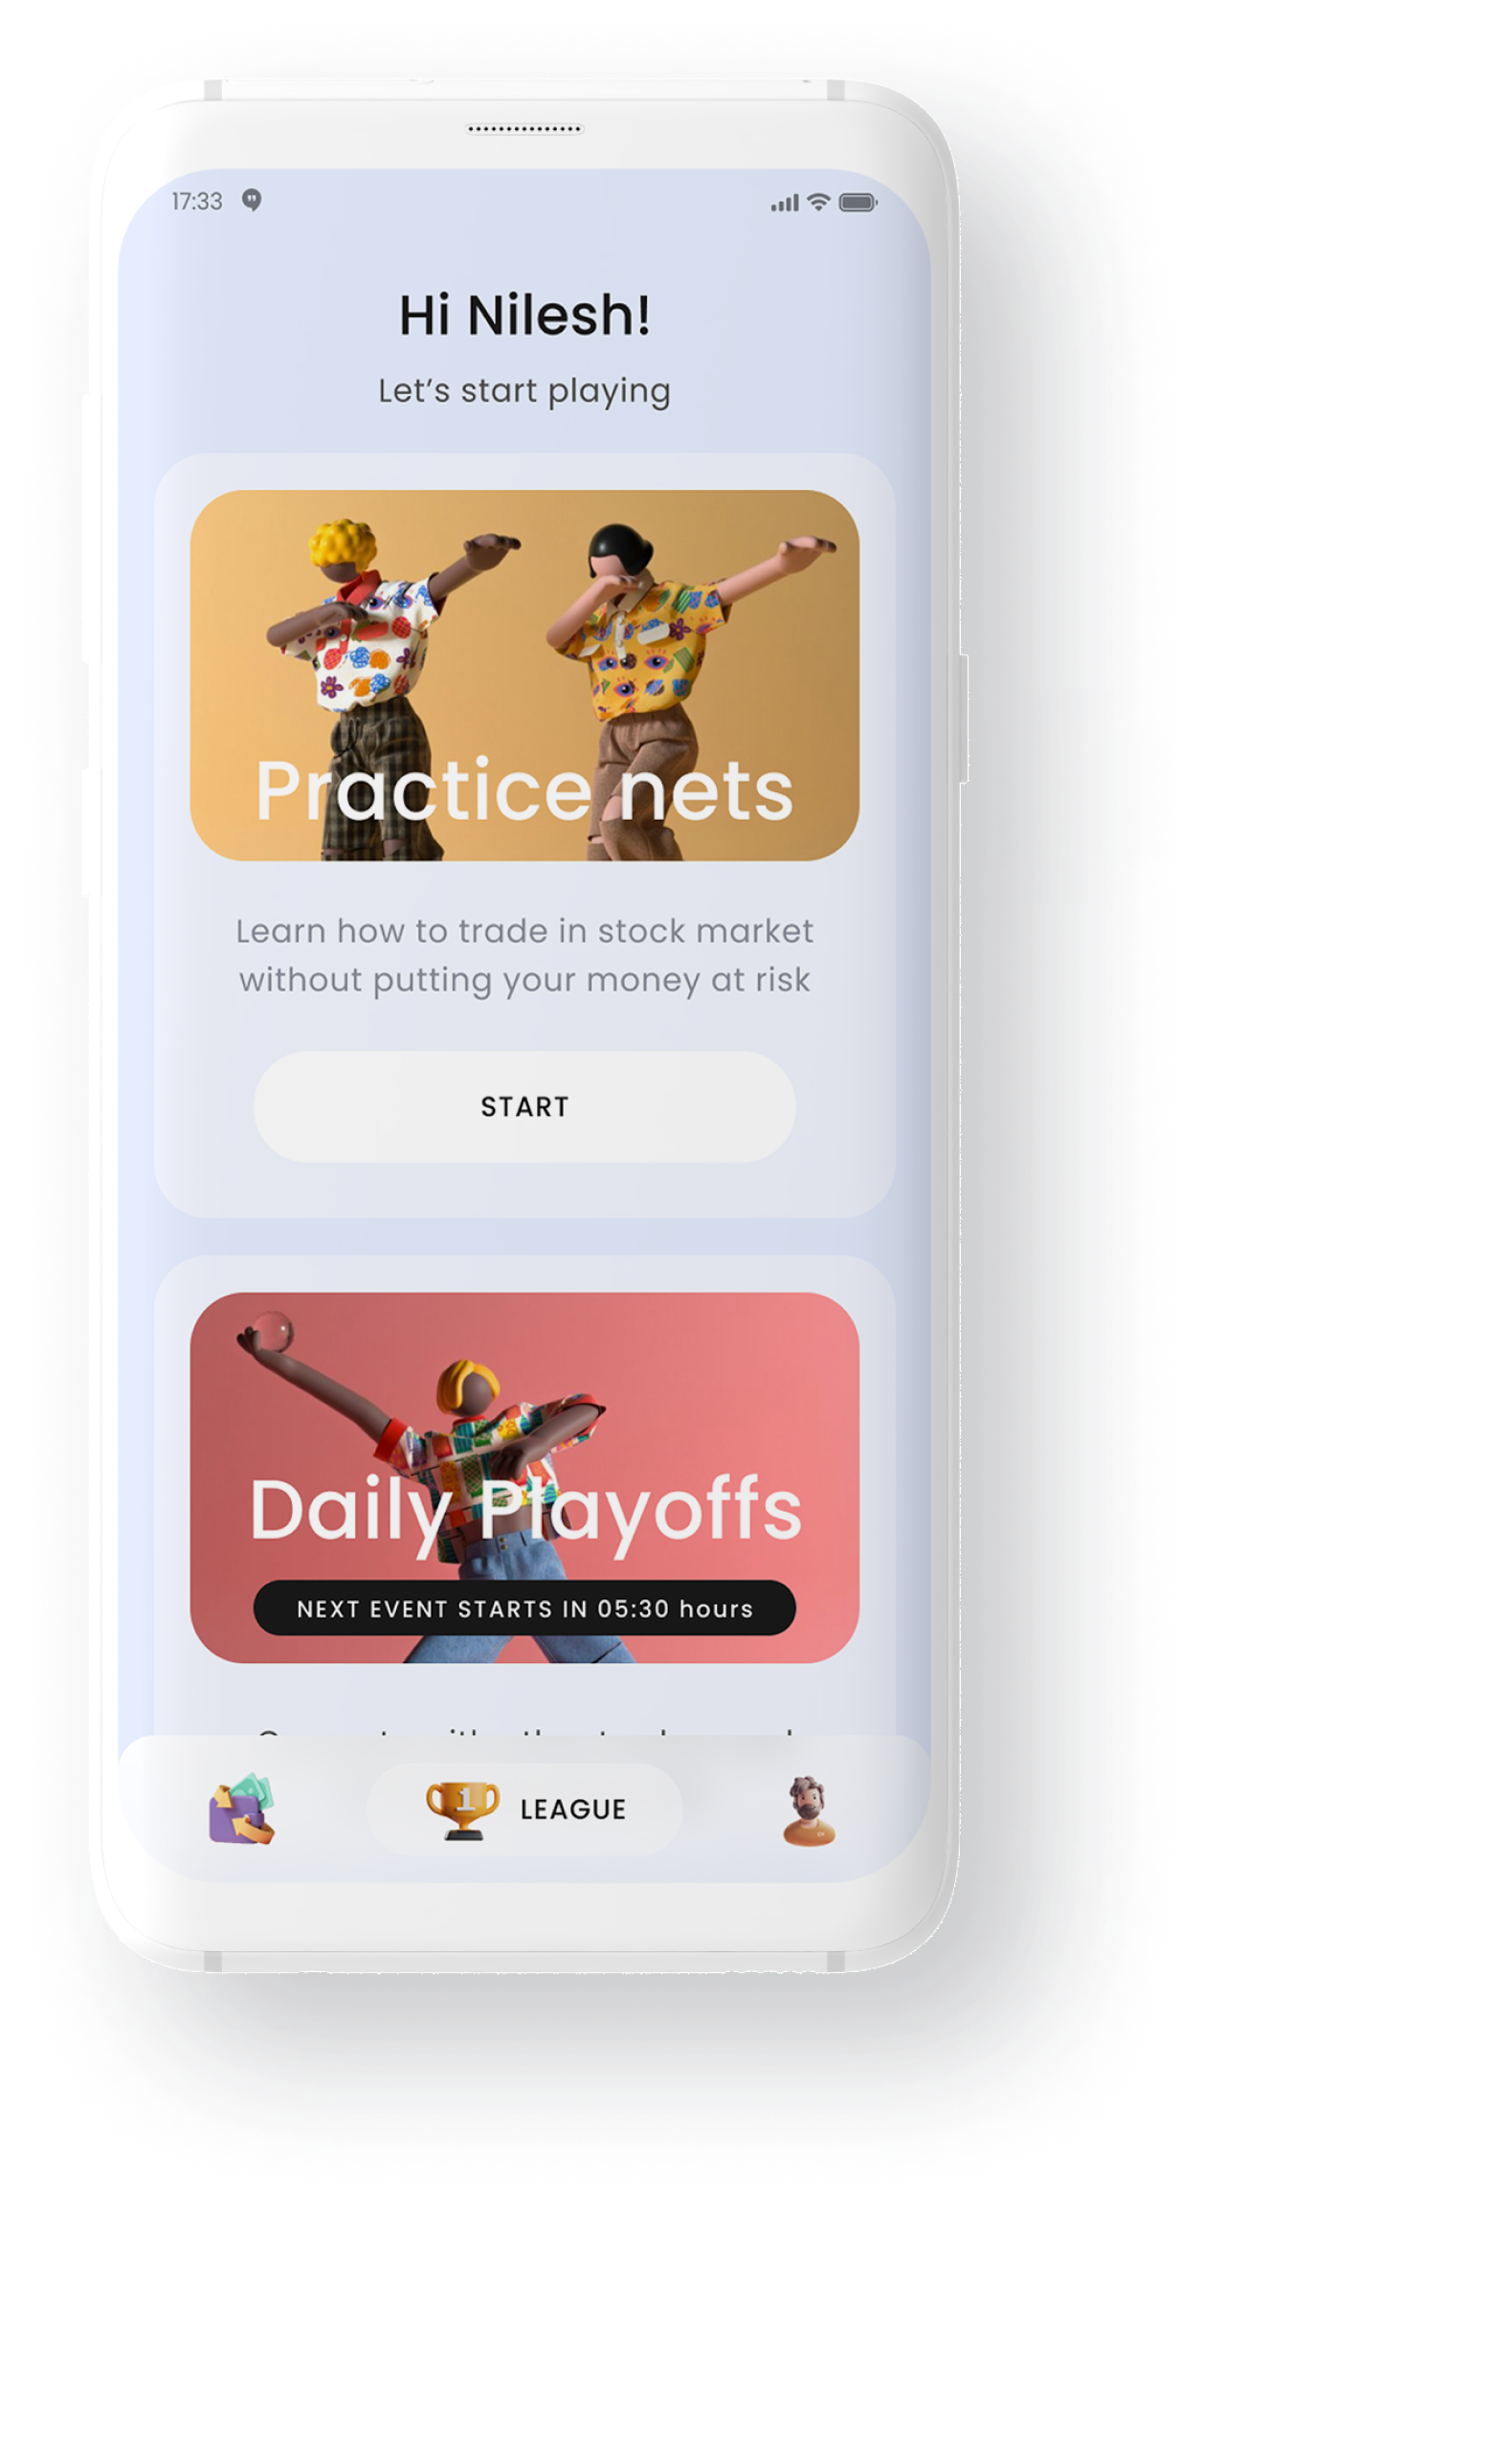 17:33
Hi Nilesh!
Let’s start playing
Practice nets
Learn how to trade in stock market
without putting your money at risk
START
Daily Playoffs
NEXT EVENT STARTS IN 05:30 hours
1
LEAGUE